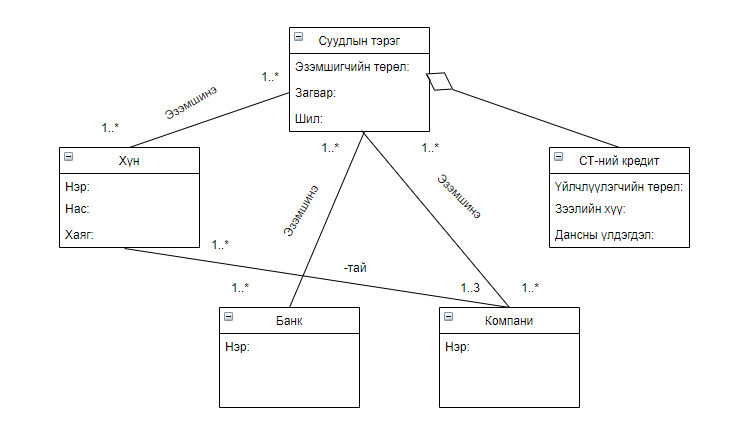 Суудлын тэрэг
Эзэмшигчийн төрөл:
Загвар:
Шил:
1..*
Эзэмшинэ
1..*
Хүн
Нэр:
Нас:
Хаяг:
1..*
1..*
Эзэмшинэ
Эзэмшинэ
СТ-ний кредит
Үйлчлүүлэгчийн төрөл:
Зээлийн хүү:
Дансны үлдэгдэл:
1..*
-тай
1..*
1..3
1..*
Банк
Нэр:
Компани
Нэр: